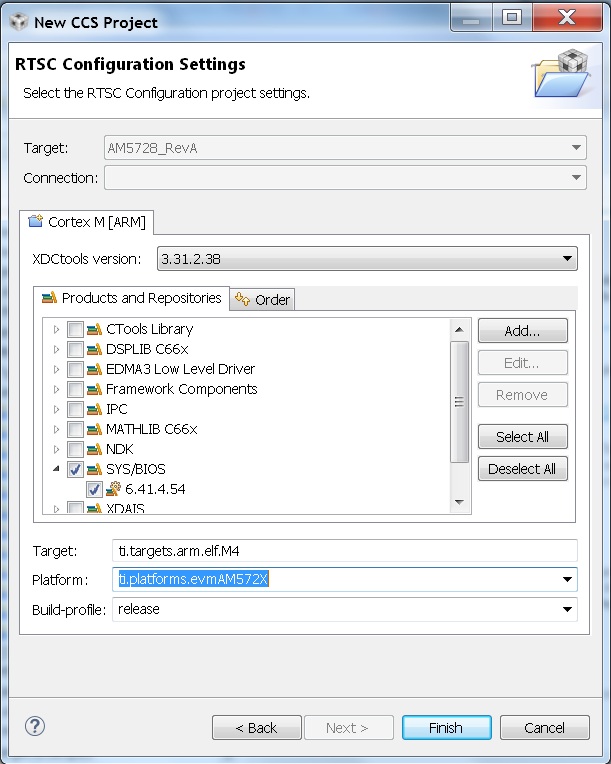 New CCS Project
RTSC Configuration Settings
Select the RTSC Configuration project settings.
Target: AM5728_RevA
Connection:
Cortex M [ARM]
XDCtools version: 3.31.2.38
Products and Repositories Order
CTools Library
DSPLIB C66x
EDMA3 Low Level Driver
Framework Components
IPC
MATHLIB C66x
NDK
SYS/BIOS
6.41.4.54
XDAIS
Add...
Edit...
Remove
Select All
Deselect All
Target: ti.targets.arm.elf.M4
Platform: ti.platforms.evmAM572X
Build-profile: release
? < Back Next > Finish Cancel